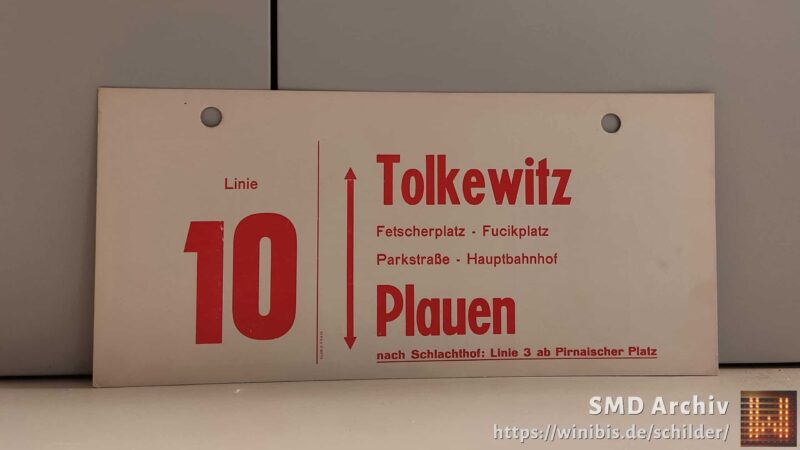 Linie
10
Tolkewitz
Fetscherplatz - Fucikplatz
Parkstraße - Hauptbahnhof
Plauen
nach Schlachthof: Linie 3 ab Pirnaischer Platz
SMD Archiv
https://winibis.de/schilder/